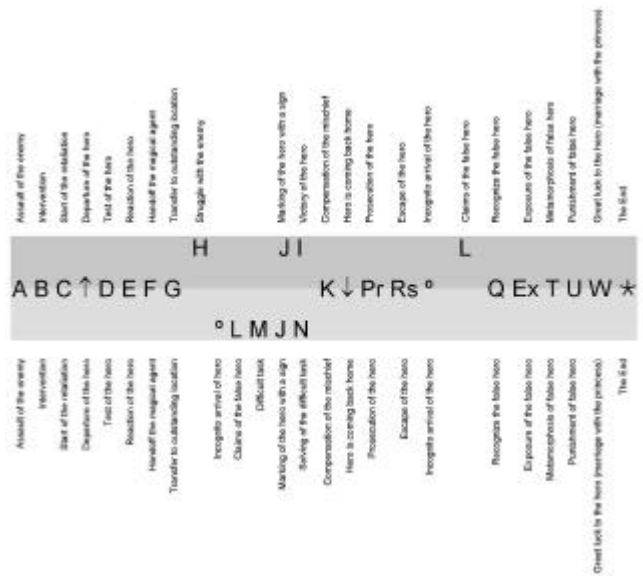 Assault of the enemy
Intervention
Start of the retaliation
Departure of the hero
Test of the hero
Reaction of the hero
Handoff the magical agent
Transfer to outstanding location
Struggle with the enemy
Marking of the hero with a sign
Victory of the hero
Compensation of the mischief
Hero is coming back home
Prosecution of the hero
Escape of the hero
Incognito arrival of the hero
Claims of the false hero
Recognize the false hero
Exposure of the false hero
Metamorphosis of false hero
Punishment of false hero
Great luck to the hero (marriage with the princess)
The End
H J I L
A B C ↑ D E F G K ↓ Pr Rs º Q Ex T U W *
º L M J N
Assault of the enemy
Intervention
Start of the retaliation
Departure of the hero
Test of the hero
Reaction of the hero
Handoff the magical agent
Transfer to outstanding location
Incognito arrival of hero
Claims of the false hero
Difficult task
Marking of the hero with a sign
Solving of the difficult task
Compensation of the mischief
Hero is coming back home
Prosecution of the hero
Escape of the hero
Incognito arrival of the hero
Recognize the false hero
Exposure of the false hero
Metamorphosis of false hero
Punishment of false hero
Great luck to the hero (marriage with the princess)
The End